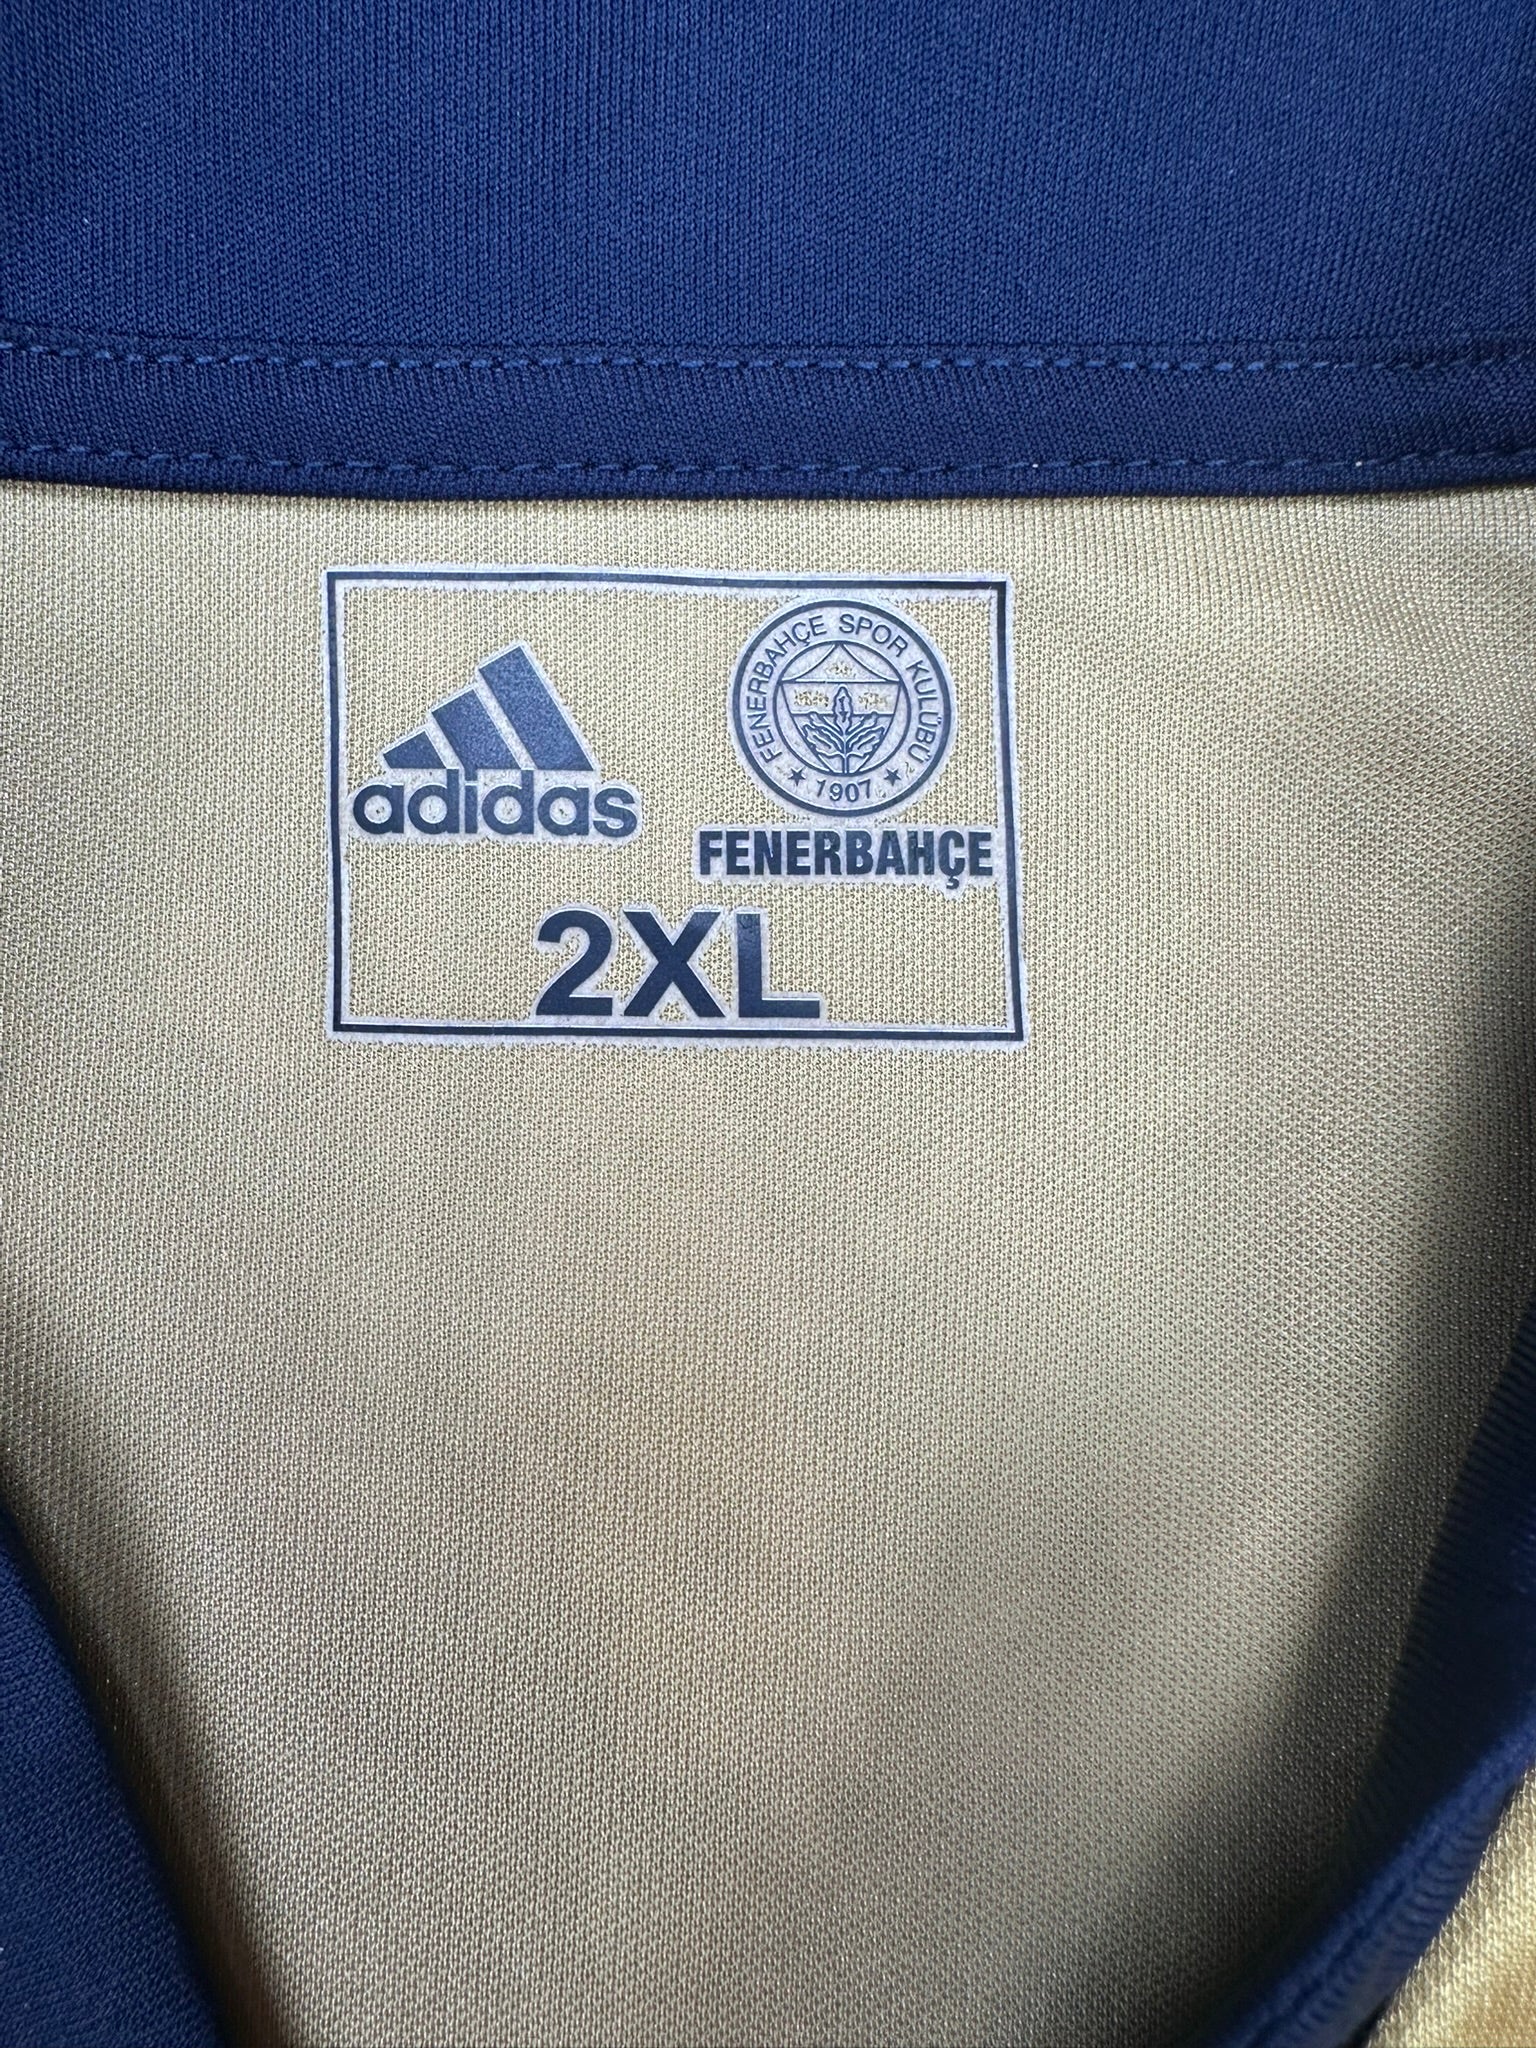 adidas
FENERBAHÇE SPOR KULÜBÜ
★ 1907 ★
FENERBAHÇE
2XL